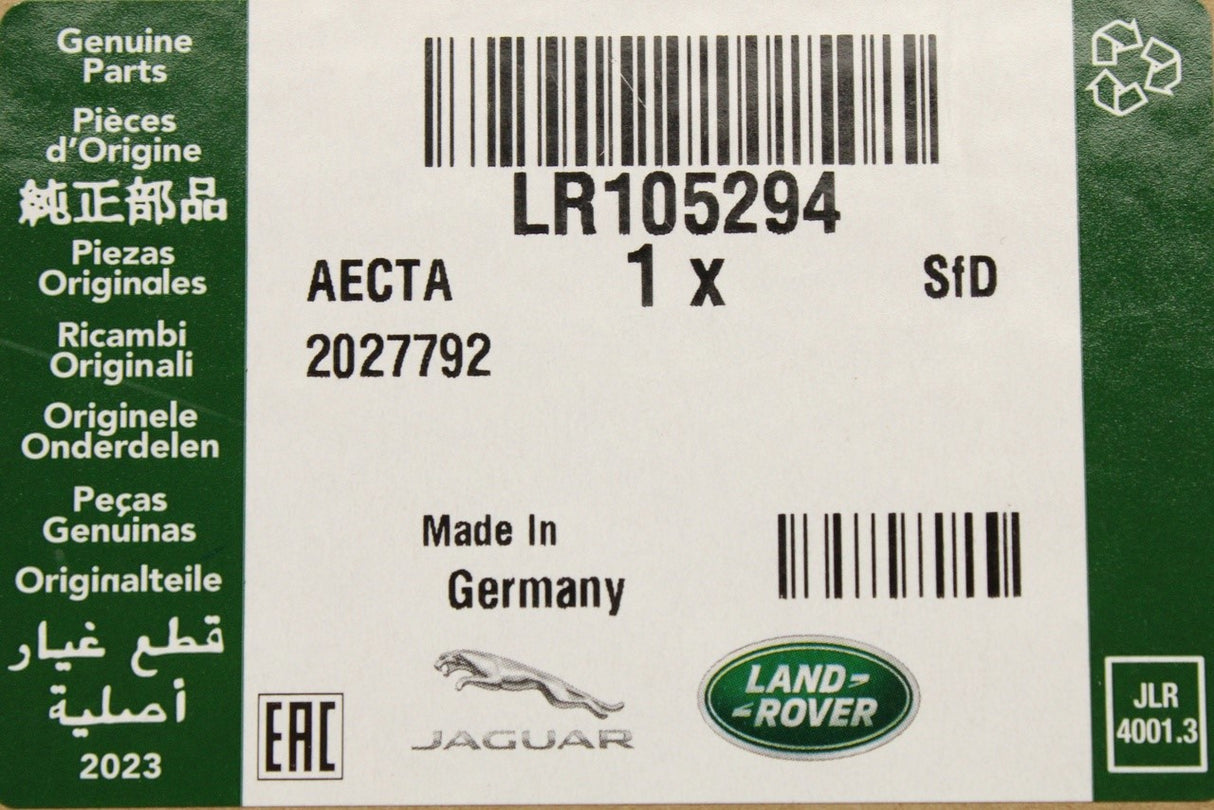 Genuine
Parts
Pièces
d'Origine
純正部品
Piezas
Originales
Ricambi
Originali
Originele
Onderdelen
Peças
Genuinas
Originalteile
قطع غيار
أصلية
2023
LR105294
AECTA 1 x SfD
2027792
Made In
Germany
EAC
JAGUAR
LAND-
-ROVER
JLR
4001.3